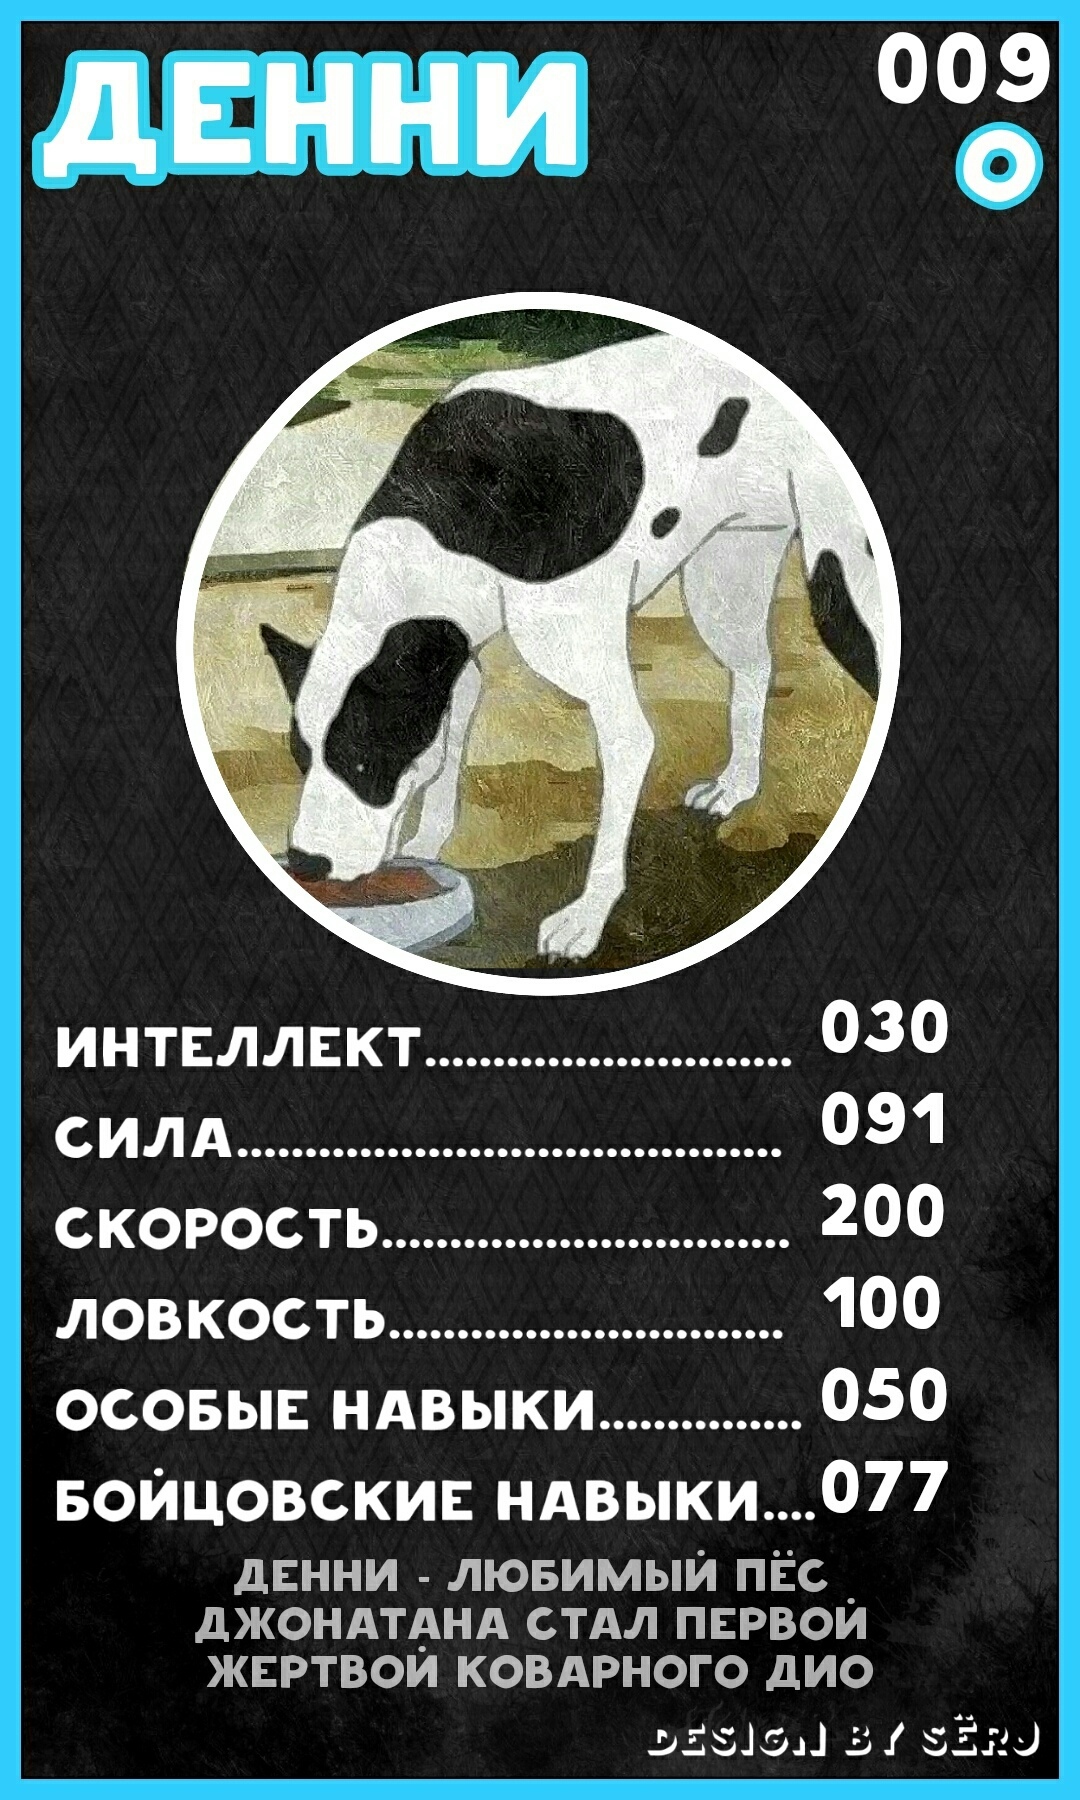 ДЕННИ
009
О
ИНТЕЛЛЕКТ........................... 030
СИЛА........................................ 091
СКОРОСТЬ.............................. 200
ЛОВКОСТЬ............................. 100
ОСОБЫЕ НАВЫКИ............... 050
БОЙЦОВСКИЕ НАВЫКИ....077
ДЕННИ - ЛЮБИМЫЙ ПЁС
ДЖОНАТАНА СТАЛ ПЕРВОЙ
ЖЕРТВОЙ КОВАРНОГО ДИО
DESIGN BY SЁRJ